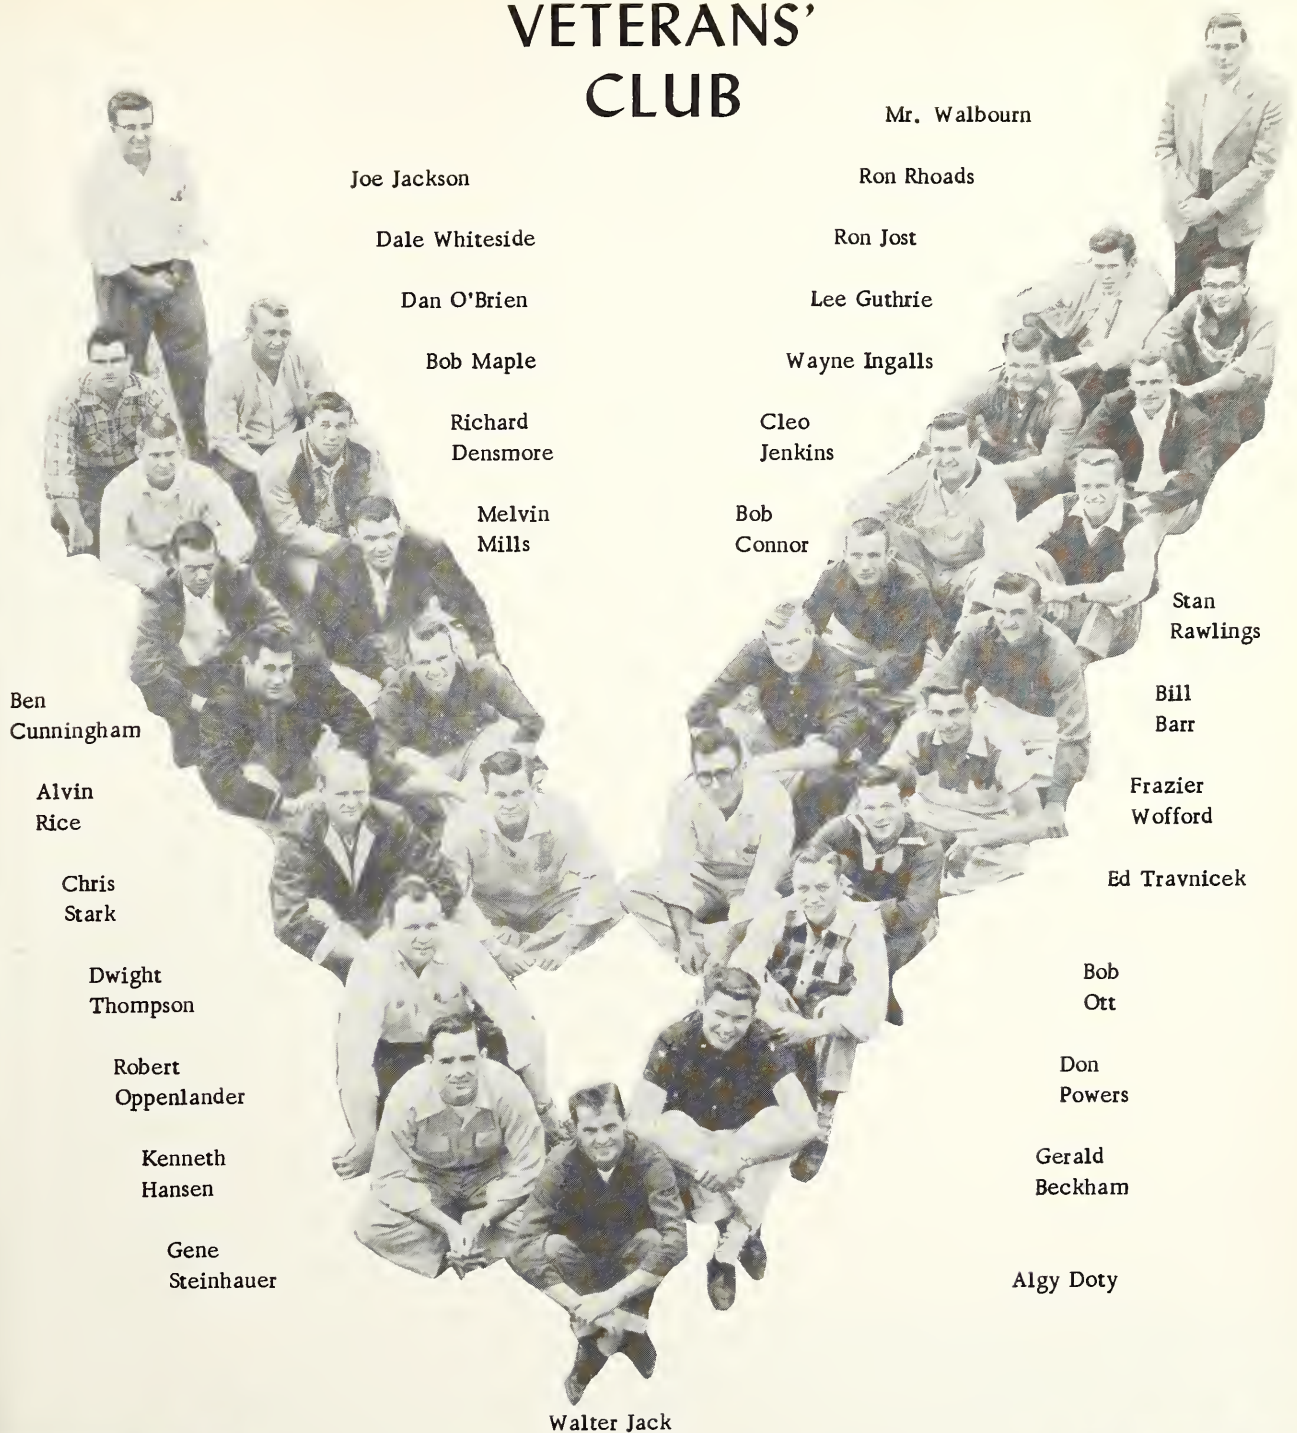 VETERANS'
CLUB
Mr. Walbourn
Joe Jackson
Ron Rhoads
Dale Whiteside
Ron Jost
Dan O'Brien
Lee Guthrie
Bob Maple
Wayne Ingalls
Richard
Densmore
Cleo
Jenkins
Melvin
Mills
Bob
Connor
Stan
Rawlings
Ben
Cunningham
Bill
Barr
Alvin
Rice
Frazier
Wofford
Chris
Stark
Ed Travnicek
Dwight
Thompson
Bob
Ott
Robert
Oppenlander
Don
Powers
Kenneth
Hansen
Gerald
Beckham
Gene
Steinhauer
Algy Doty
Walter Jack